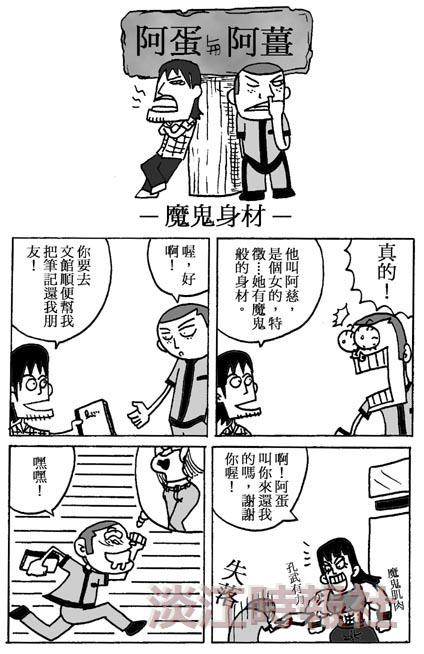 阿蛋與阿薑
—魔鬼身材—
你要去
文館順便幫我
把筆記還我朋
友！
喔，好
啊！
他叫阿慈，
是個女的，特
徵…她有魔鬼
般的身材。
真的！
嘿嘿！
啊！阿蛋
叫你來還我
的嗎，謝謝
你喔！
魔鬼肌肉
孔武有力
失落
淡江時報社